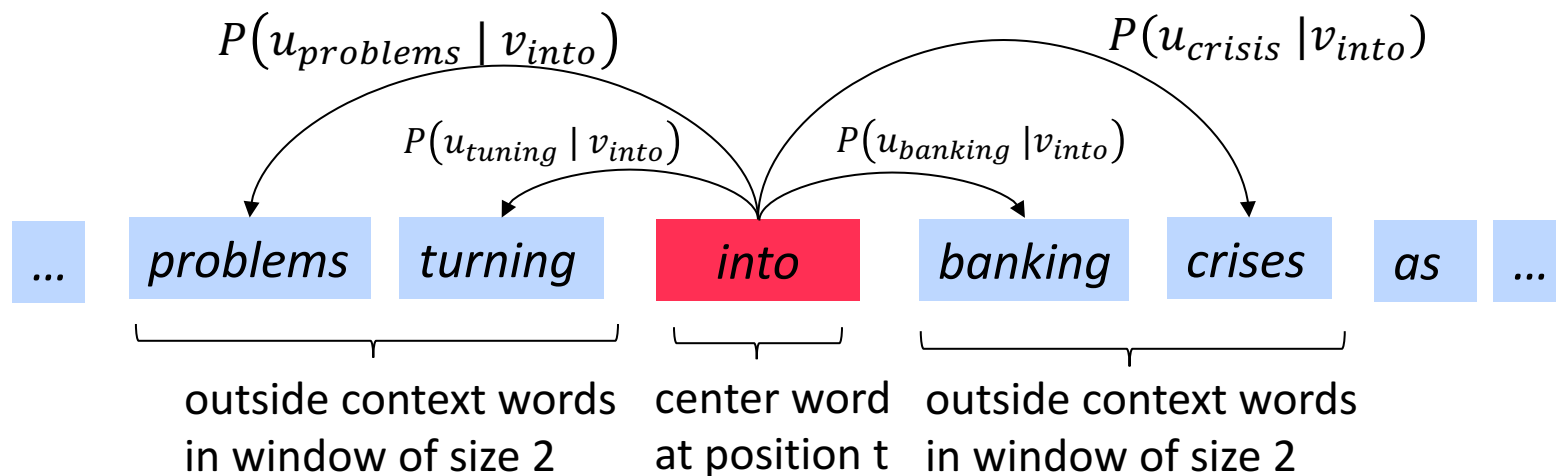 P(u_problems | v_into)
P(u_crisis |v_into)
P(u_tuning | v_into)
P(u_banking |v_into)
... problems turning into banking crises as ...
outside context words
in window of size 2
center word
at position t
outside context words
in window of size 2